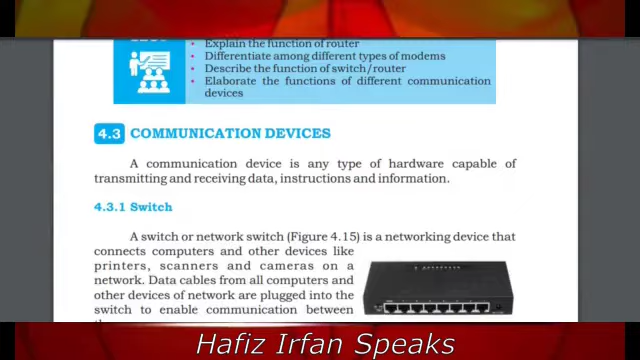 • Explain the function of router
• Differentiate among different types of modems
• Describe the function of switch/router
• Elaborate the functions of different communication
devices
4.3 COMMUNICATION DEVICES
A communication device is any type of hardware capable of
transmitting and receiving data, instructions and information.
4.3.1 Switch
A switch or network switch (Figure 4.15) is a networking device that
connects computers and other devices like
printers, scanners and cameras on a
network. Data cables from all computers and
other devices of network are plugged into the
switch to enable communication between
Hafiz Irfan Speaks